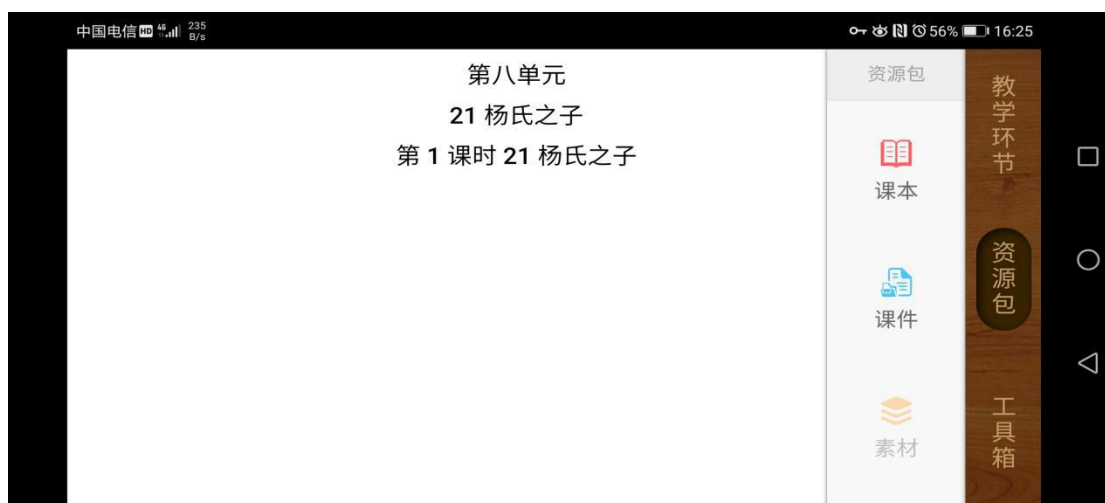 中国电信 HD 4G 235 B/s
56% 16:25
第八单元
21 杨氏之子
第 1 课时 21 杨氏之子
资源包
课本
课件
素材
教学环节
资源包
工具箱